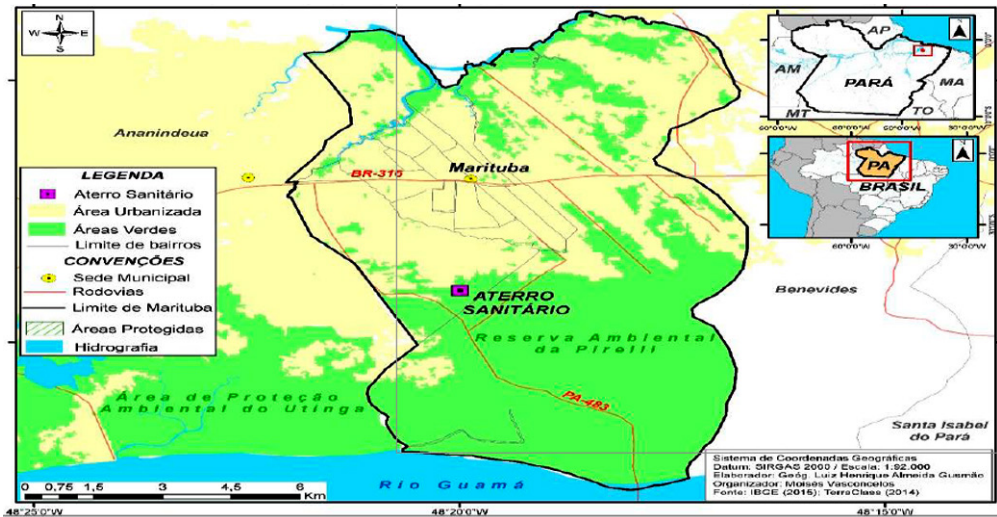 N
W E
S
Ananindeua
Marituba
BR-316
ATERRO
SANITÁRIO
Reserva Ambiental
da Pirelli
PA-483
Área de Proteção
Ambiental do Utinga
Rio Guamá
Benevides
Santa Isabel
do Pará
LEGENDA
Aterro Sanitário
Área Urbanizada
Áreas Verdes
Limite de bairros
CONVENÇÕES
Sede Municipal
Rodovias
Limite de Marituba
Áreas Protegidas
Hidrografia
0 0,75 1,5 3 4,5 6
Km
AP
AM
PARÁ
MA
MT
TO
PA
BRASIL
Sistema de Coordenadas Geográficas
Datum: SIRGAS 2000 / Escala: 1:92.000
Elaborador: Geóg. Luiz Henrique Almeida Gusmão
Organizador: Moises Vasconcelos
Fonte: IBGE (2015); TerraClass (2014)
48°25'0"W 48°20'0"W 48°15'0"W